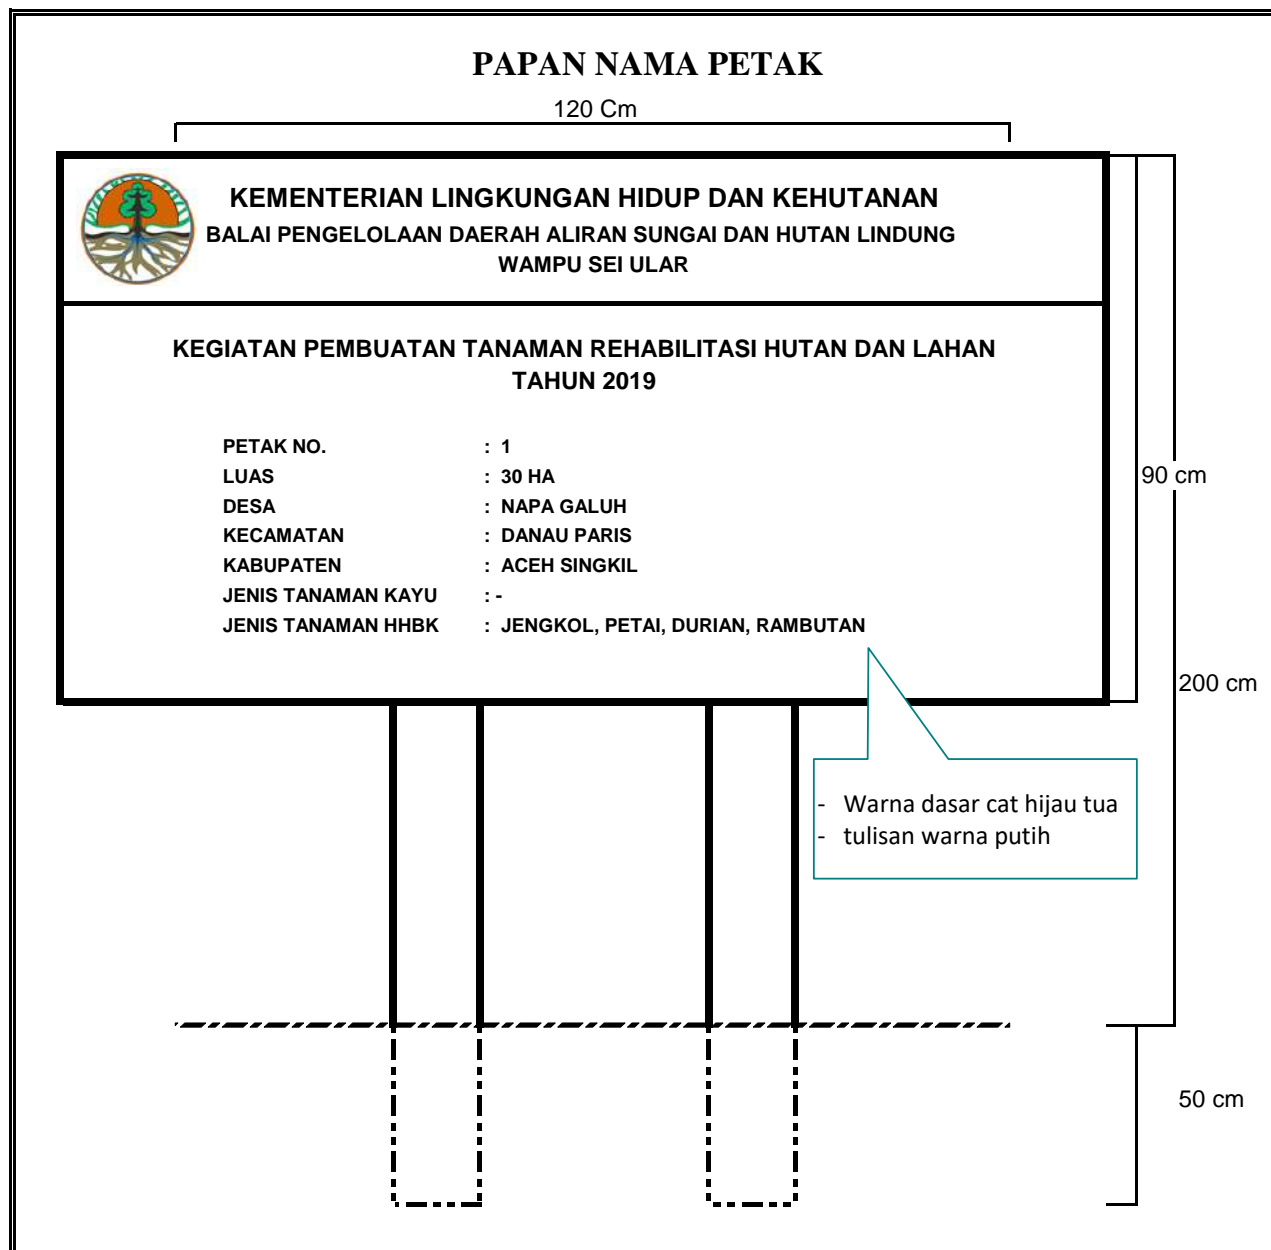 PAPAN NAMA PETAK
120 Cm
KEMENTERIAN LINGKUNGAN HIDUP DAN KEHUTANAN
BALAI PENGELOLAAN DAERAH ALIRAN SUNGAI DAN HUTAN LINDUNG
WAMPU SEI ULAR
KEGIATAN PEMBUATAN TANAMAN REHABILITASI HUTAN DAN LAHAN
TAHUN 2019
PETAK NO. : 1
LUAS : 30 HA
DESA : NAPA GALUH
KECAMATAN : DANAU PARIS
KABUPATEN : ACEH SINGKIL
JENIS TANAMAN KAYU : -
JENIS TANAMAN HHBK : JENGKOL, PETAI, DURIAN, RAMBUTAN
90 cm
200 cm
- Warna dasar cat hijau tua
- tulisan warna putih
50 cm